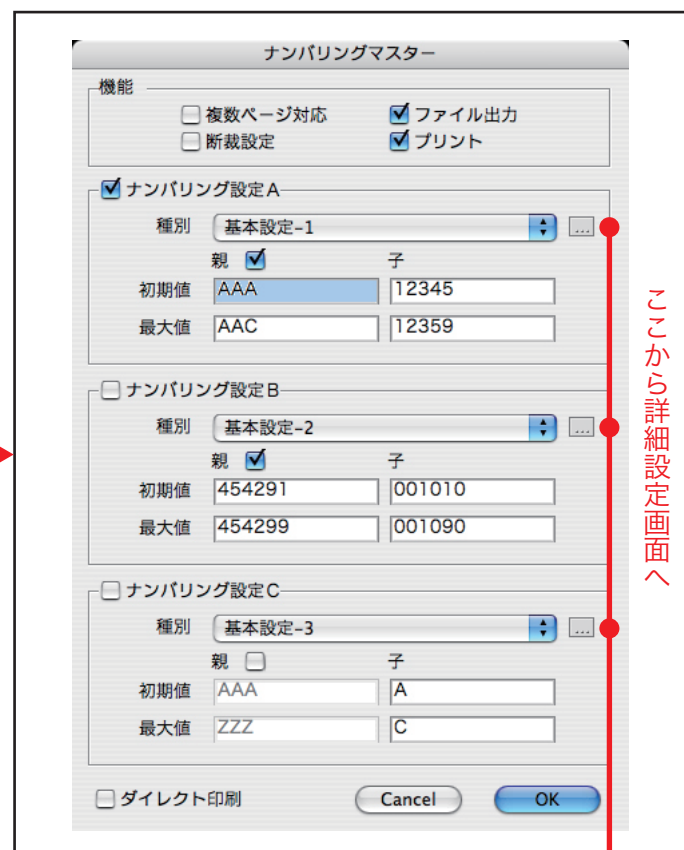 ナンバリングマスター
機能
複数ページ対応 ファイル出力
断裁設定 プリント
ナンバリング設定A
種別 基本設定-1 ...
親 子
初期値 AAA 12345
最大値 AAC 12359
ナンバリング設定B
種別 基本設定-2 ...
親 子
初期値 454291 001010
最大値 454299 001090
ナンバリング設定C
種別 基本設定-3 ...
親 子
初期値 AAA A
最大値 ZZZ C
ダイレクト印刷 Cancel OK
ここから詳細設定画面へ